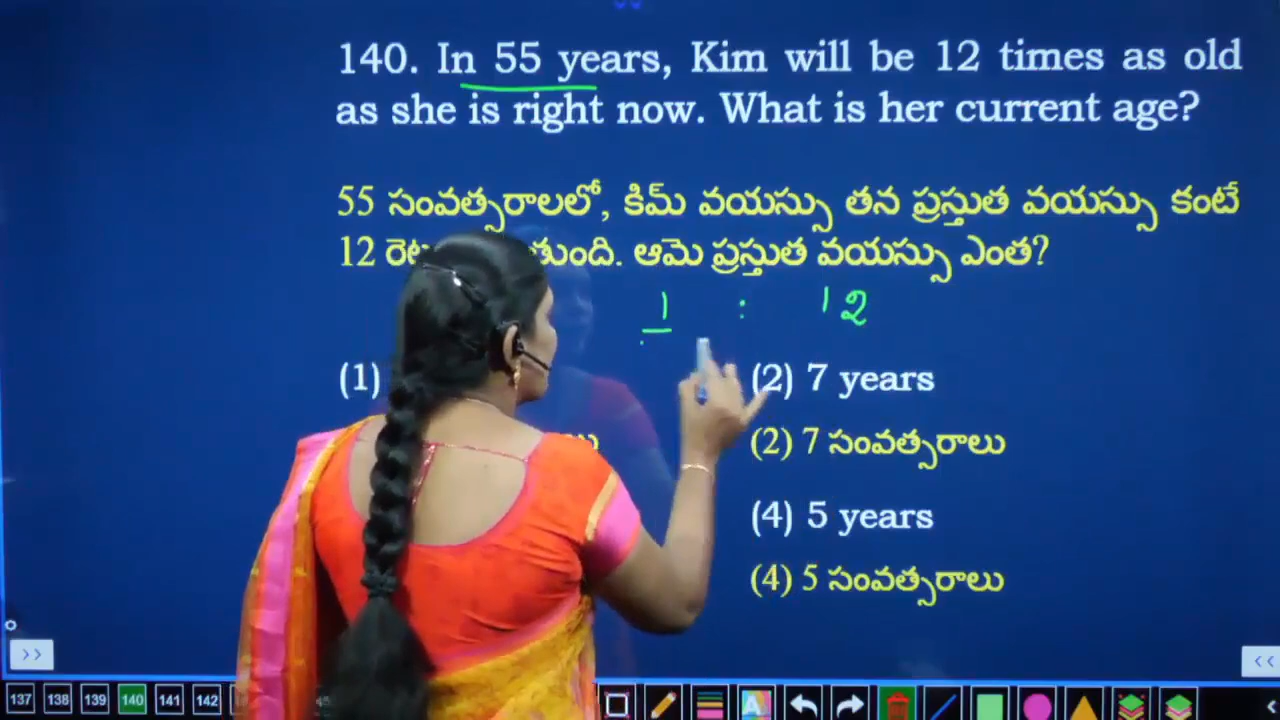 140. In 55 years, Kim will be 12 times as old
as she is right now. What is her current age?
55 సంవత్సరాలలో, కిమ్ వయస్సు తన ప్రస్తుత వయస్సు కంటే
12 ఆమె ప్రస్తుత వయస్సు ఎంత?
1 : 12
(1) (2) 7 years
(2) 7 సంవత్సరాలు
(4) 5 years
(4) 5 సంవత్సరాలు
137 138 139 140 141 142